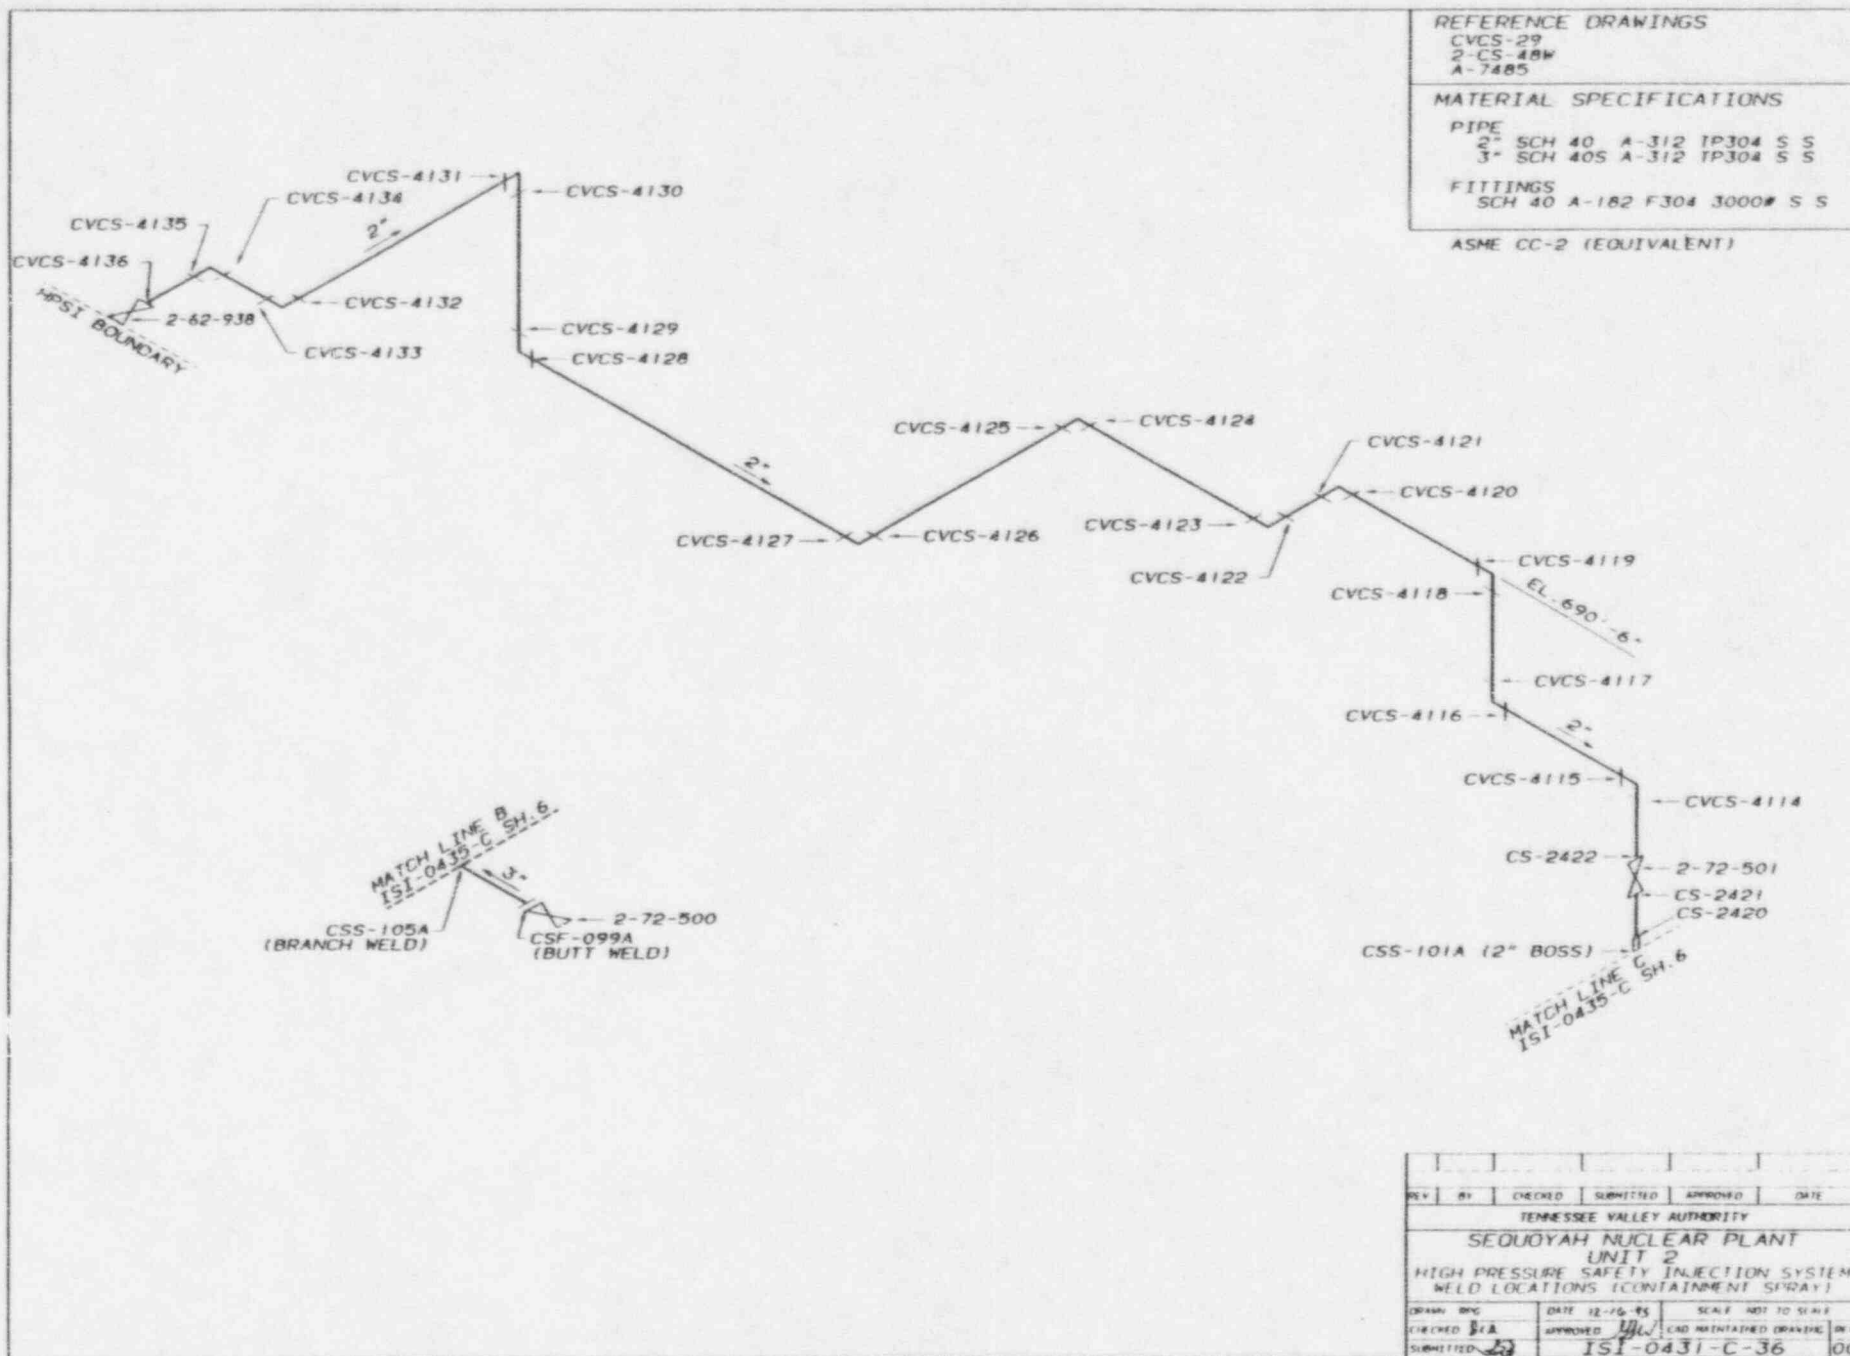 REFERENCE DRAWINGS
CVCS-29
2-CS-48W
A-7485
MATERIAL SPECIFICATIONS
PIPE
2" SCH 40 A-312 TP304 S S
3" SCH 40S A-312 TP304 S S
FITTINGS
SCH 40 A-182 F304 3000# S S
ASME CC-2 (EQUIVALENT)
CVCS-4131
CVCS-4130
CVCS-4134
CVCS-4135
2"
CVCS-4136
CVCS-4132
2-62-938
HPSI BOUNDARY
CVCS-4133
CVCS-4129
CVCS-4128
CVCS-4125
CVCS-4124
CVCS-4121
2"
CVCS-4120
CVCS-4123
CVCS-4127
CVCS-4126
CVCS-4122
CVCS-4119
CVCS-4118
EL.690'-6"
CVCS-4117
CVCS-4116
2"
CVCS-4115
CVCS-4114
MATCH LINE B
ISI-0435-C SH.6
3"
CSS-105A
(BRANCH WELD)
2-72-500
CSF-099A
(BUTT WELD)
CS-2422
2-72-501
CS-2421
CS-2420
CSS-101A (2" BOSS)
MATCH LINE C
ISI-0435-C SH.6
REV BY CHECKED SUBMITTED APPROVED DATE
TENNESSEE VALLEY AUTHORITY
SEQUOYAH NUCLEAR PLANT
UNIT 2
HIGH PRESSURE SAFETY INJECTION SYSTEM
WELD LOCATIONS (CONTAINMENT SPRAY)
DRAWN DATE 12-16-95 SCALE NOT TO SCALE
CHECKED APPROVED CAD MAINTAINED DRAWING
SUBMITTED ISI-0431-C-36